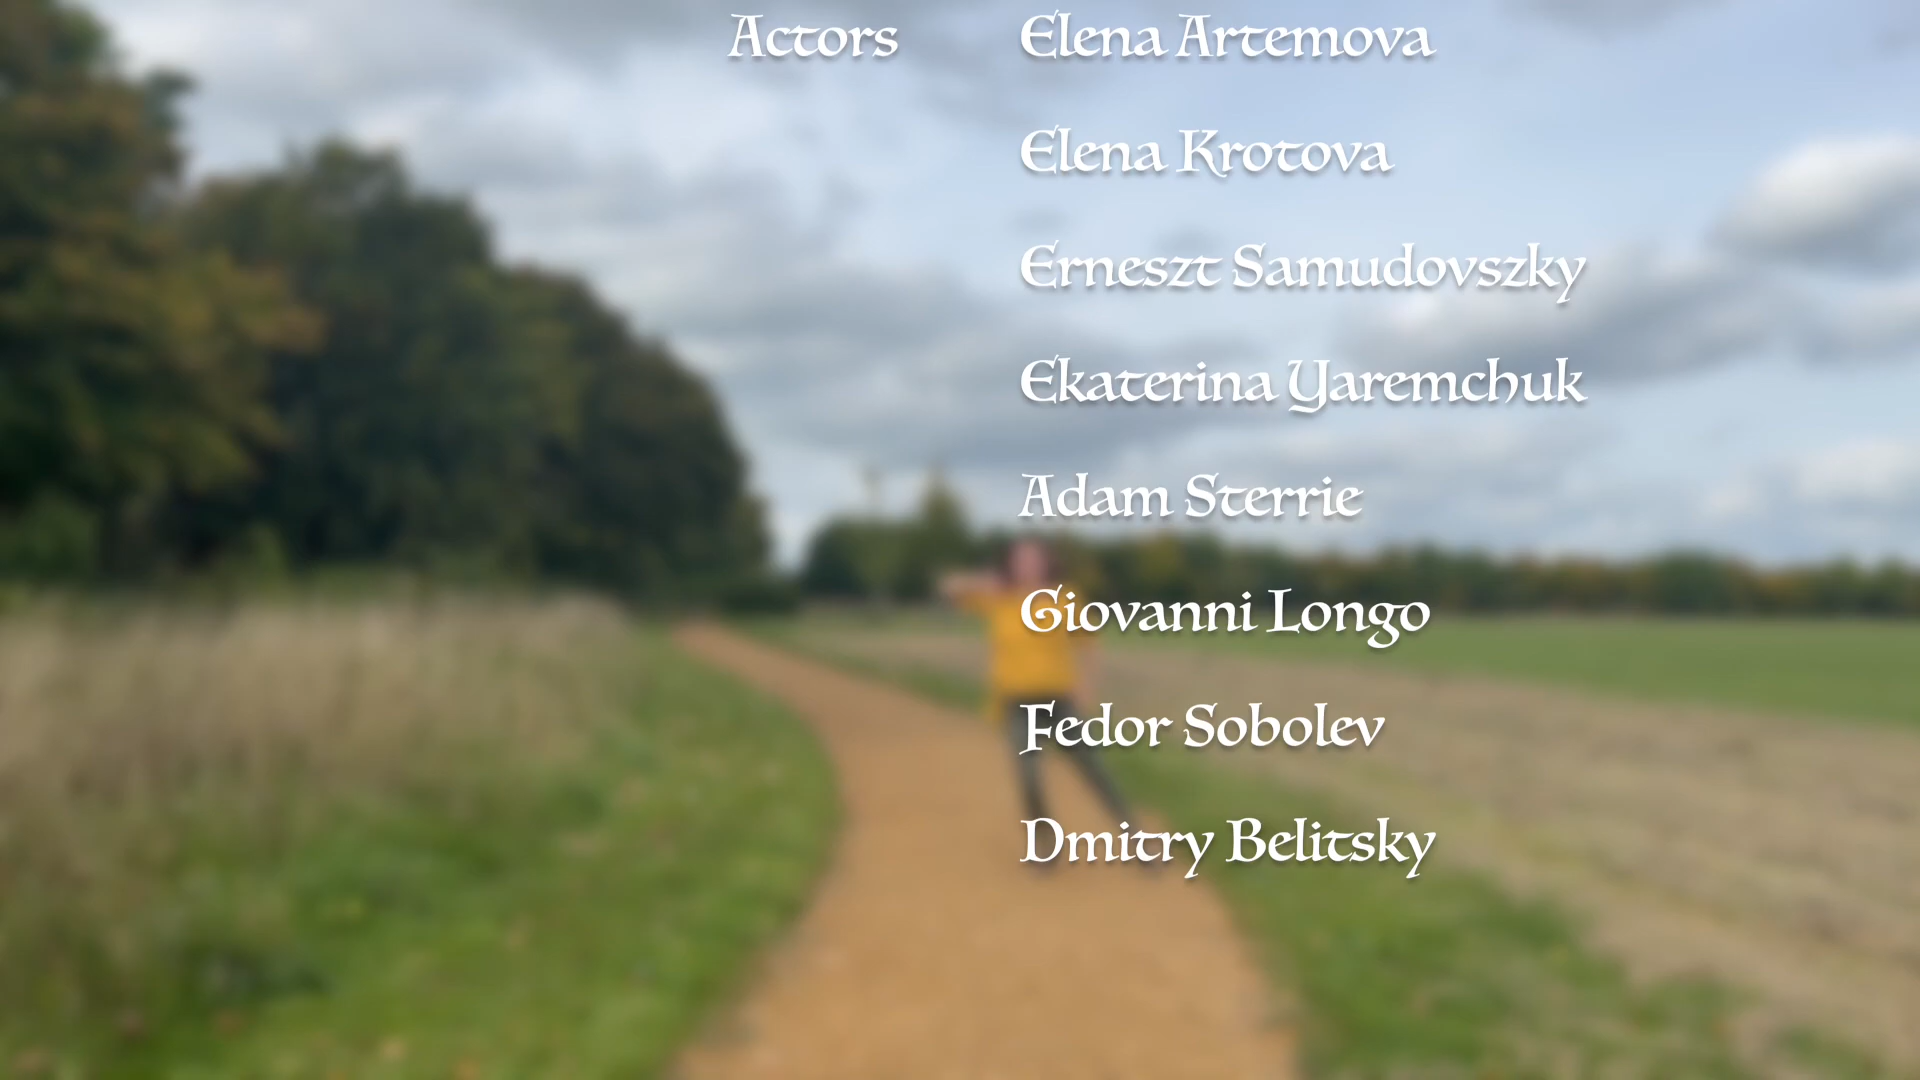 Actors Elena Artemova
Elena Krotova
Erneszt Samudovszky
Ekaterina Yaremchuk
Adam Sterrie
Giovanni Longo
Fedor Sobolev
Dmitry Belitsky